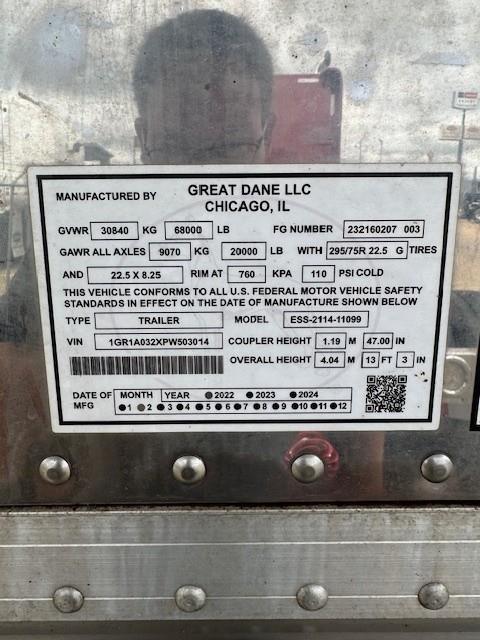 MANUFACTURED BY GREAT DANE LLC
CHICAGO, IL
GVWR 30840 KG 68000 LB FG NUMBER 232160207 003
GAWR ALL AXLES 9070 KG 20000 LB WITH 295/75R 22.5 G TIRES
AND 22.5 X 8.25 RIM AT 760 KPA 110 PSI COLD
THIS VEHICLE CONFORMS TO ALL U.S. FEDERAL MOTOR VEHICLE SAFETY
STANDARDS IN EFFECT ON THE DATE OF MANUFACTURE SHOWN BELOW
TYPE TRAILER MODEL ESS-2114-11099
VIN 1GR1A032XPW503014 COUPLER HEIGHT 1.19 M 47.00 IN
OVERALL HEIGHT 4.04 M 13 FT 3 IN
DATE OF MFG MONTH YEAR ●2022 ●2023 ●2024
●1 ●2 ●3 ●4 ●5 ●6 ●7 ●8 ●9 ●10 ●11 ●12